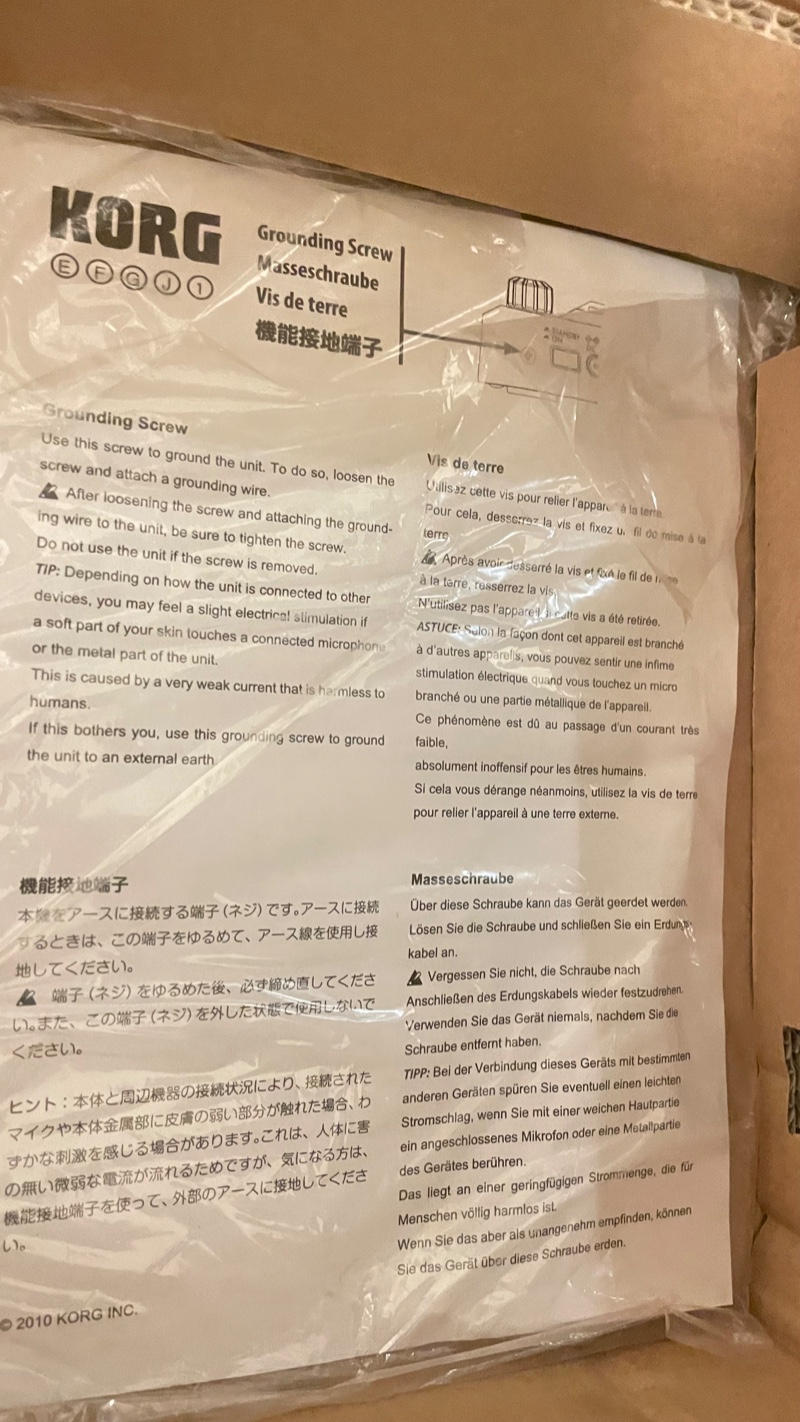 KORG
E F G J 1
Grounding Screw
Masseschraube
Vis de terre
機能接地端子
STANDBY
ON
Grounding Screw
Use this screw to ground the unit. To do so, loosen the
screw and attach a grounding wire.
After loosening the screw and attaching the ground-
ing wire to the unit, be sure to tighten the screw.
Do not use the unit if the screw is removed.
TIP: Depending on how the unit is connected to other
devices, you may feel a slight electrical stimulation if
a soft part of your skin touches a connected microphone
or the metal part of the unit.
This is caused by a very weak current that is harmless to
humans.
If this bothers you, use this grounding screw to ground
the unit to an external earth
Vis de terre
Utilisez cette vis pour relier l'appareil à la terre.
Pour cela, desserrez la vis et fixez un fil de mise à la
terre
Après avoir desserré la vis et fixé le fil de mise
à la terre, resserrez la vis
N'utilisez pas l'appareil si cette vis a été retirée.
ASTUCE: Selon la façon dont cet appareil est branché
à d'autres appareils, vous pouvez sentir une infime
stimulation électrique quand vous touchez un micro
branché ou une partie métallique de l'appareil.
Ce phénomène est dû au passage d'un courant très
faible,
absolument inoffensif pour les êtres humains.
Si cela vous dérange néanmoins, utilisez la vis de terre
pour relier l'appareil à une terre externe.
機能接地端子
本機をアースに接続する端子（ネジ）です。アースに接続
するときは、この端子をゆるめて、アース線を使用し接
地してください。
端子（ネジ）をゆるめた後、必ず締め直してくださ
い。また、この端子（ネジ）を外した状態で使用しないで
ください。
ヒント：本体と周辺機器の接続状況により、接続された
マイクや本体金属部に皮膚の弱い部分が触れた場合、わ
ずかな刺激を感じる場合があります。これは、人体に害
の無い微弱な電流が流れるためですが、気になる方は、
機能接地端子を使って、外部のアースに接地してくださ
い。
Masseschraube
Über diese Schraube kann das Gerät geerdet werden.
Lösen Sie die Schraube und schließen Sie ein Erdungs-
kabel an.
Vergessen Sie nicht, die Schraube nach
Anschließen des Erdungskabels wieder festzudrehen.
Verwenden Sie das Gerät niemals, nachdem Sie die
Schraube entfernt haben.
TIPP: Bei der Verbindung dieses Geräts mit bestimmten
anderen Geräten spüren Sie eventuell einen leichten
Stromschlag, wenn Sie mit einer weichen Hautpartie
ein angeschlossenes Mikrofon oder eine Metallpartie
des Gerätes berühren.
Das liegt an einer geringfügigen Strommenge, die für
Menschen völlig harmlos ist.
Wenn Sie das aber als unangenehm empfinden, können
Sie das Gerät über diese Schraube erden.
© 2010 KORG INC.